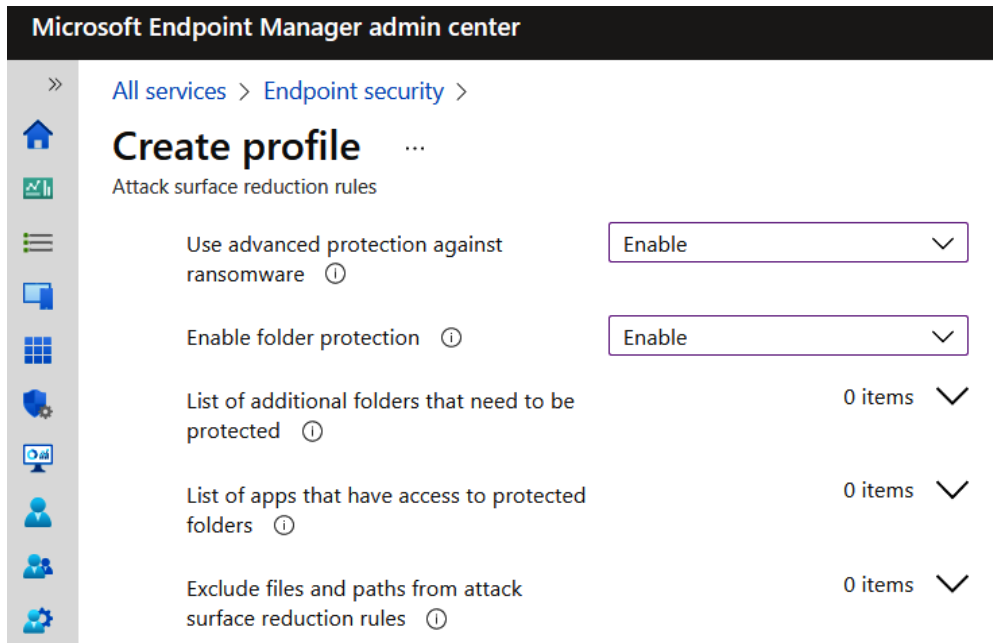 Microsoft Endpoint Manager admin center
All services > Endpoint security >
Create profile ...
Attack surface reduction rules
Use advanced protection against
ransomware
Enable
Enable folder protection
Enable
List of additional folders that need to be
protected
0 items
List of apps that have access to protected
folders
0 items
Exclude files and paths from attack
surface reduction rules
0 items